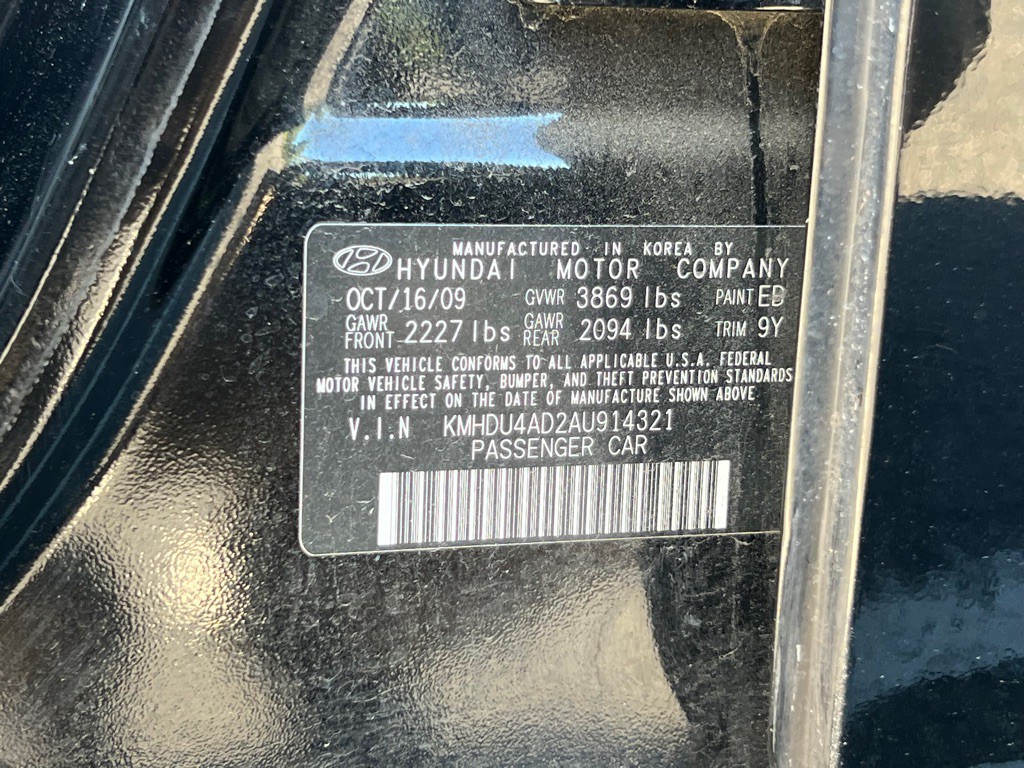 MANUFACTURED IN KOREA BY
HYUNDAI MOTOR COMPANY
OCT/16/09 GVWR 3869 lbs PAINT EB
GAWR FRONT 2227 lbs GAWR REAR 2094 lbs TRIM 9Y
THIS VEHICLE CONFORMS TO ALL APPLICABLE U.S.A. FEDERAL
MOTOR VEHICLE SAFETY, BUMPER, AND THEFT PREVENTION STANDARDS
IN EFFECT ON THE DATE OF MANUFACTURE SHOWN ABOVE
V.I.N KMHDU4AD2AU914321
PASSENGER CAR